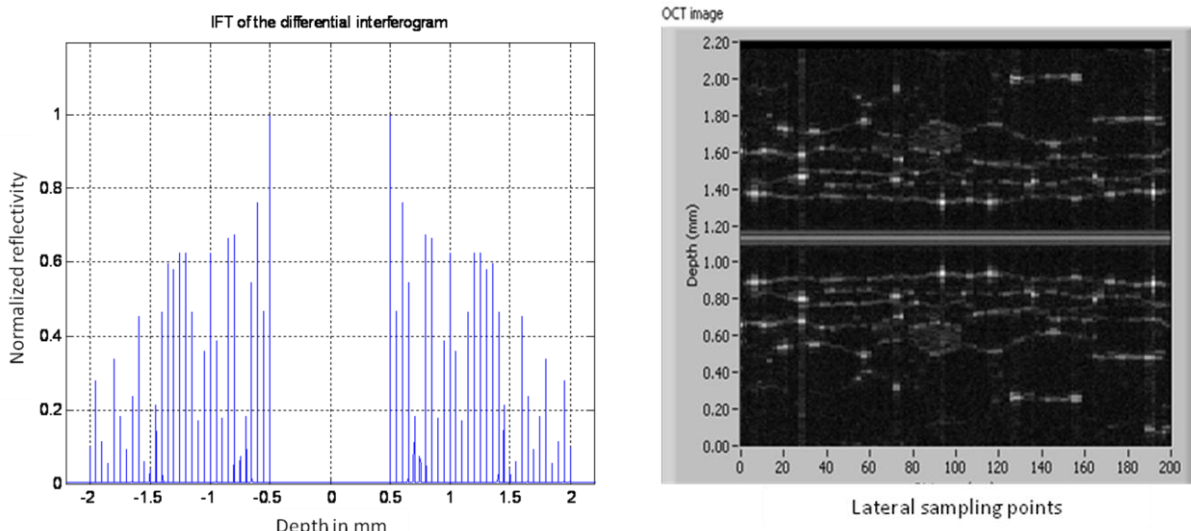 IFT of the differential interferogram
Normalized reflectivity
1
0.8
0.6
0.4
0.2
0
-2 -1.5 -1 -0.5 0 0.5 1 1.5 2
Depth in mm
OCT image
Depth (mm)
2.20
2.00
1.80
1.60
1.40
1.20
1.00
0.80
0.60
0.40
0.20
0.00
0 20 40 60 80 100 120 140 160 180 200
Lateral sampling points